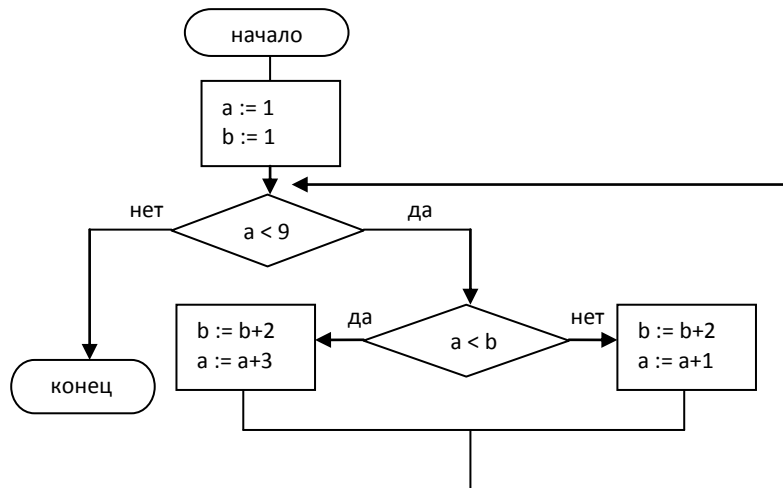 начало
a := 1
b := 1
нет
да
a < 9
b := b+2
a := a+3
да
a < b
нет
b := b+2
a := a+1
конец